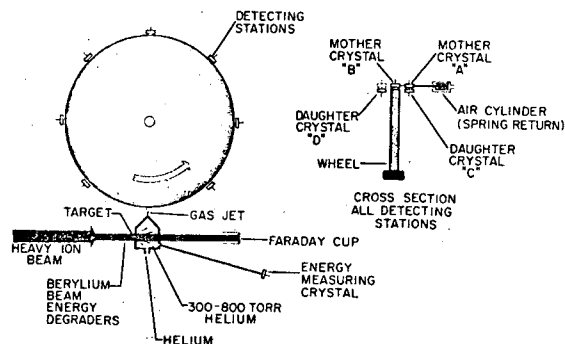 DETECTING
STATIONS
MOTHER
CRYSTAL
"B"
MOTHER
CRYSTAL
"A"
DAUGHTER
CRYSTAL
"D"
AIR CYLINDER
(SPRING RETURN)
WHEEL
DAUGHTER
CRYSTAL
"C"
CROSS SECTION
ALL DETECTING
STATIONS
TARGET
GAS JET
HEAVY ION
BEAM
FARADAY CUP
BERYLIUM
BEAM
ENERGY
DEGRADERS
ENERGY
MEASURING
CRYSTAL
300-800 TORR
HELIUM
HELIUM